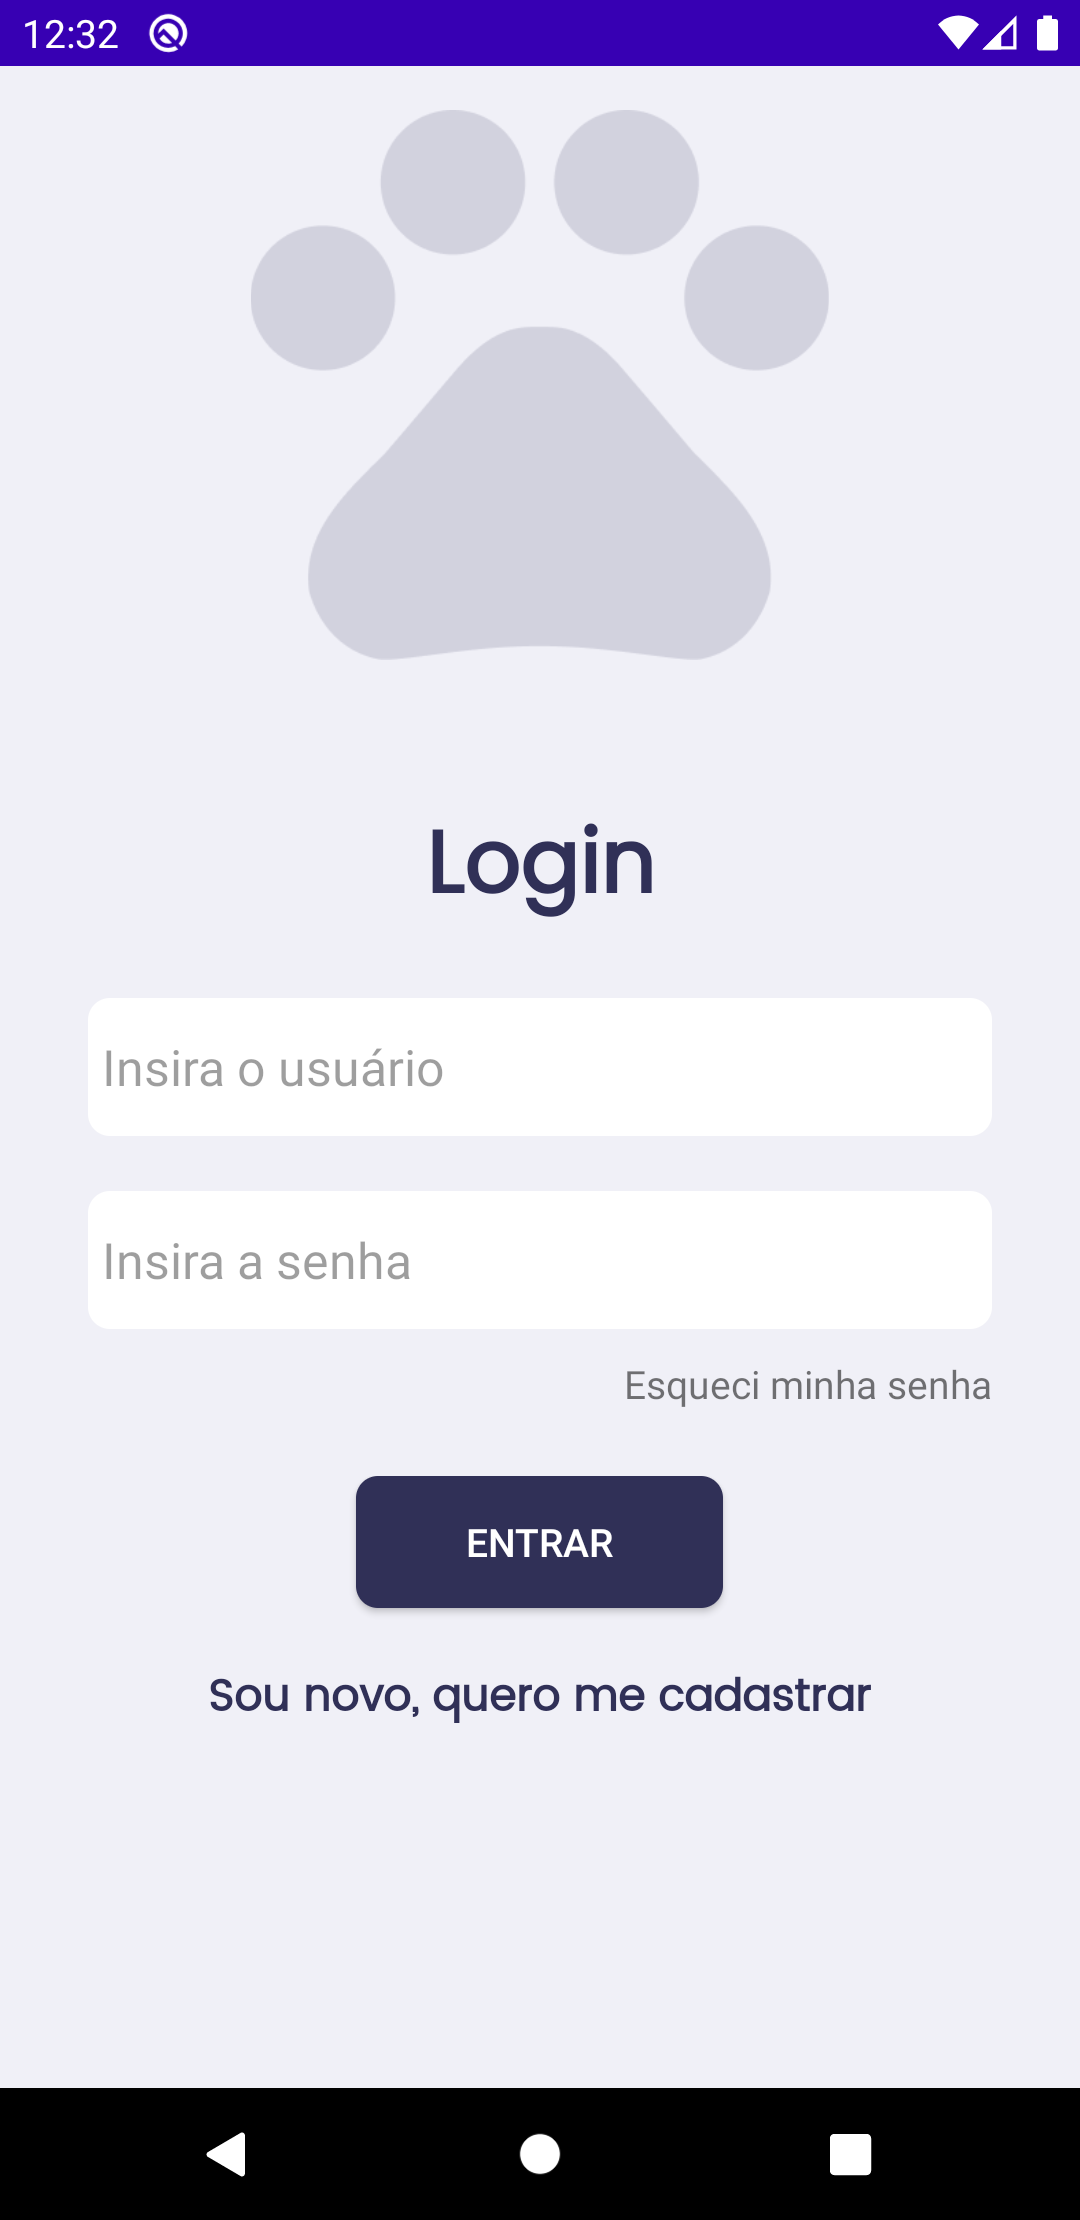 12:32
Login
Insira o usuário
Insira a senha
Esqueci minha senha
ENTRAR
Sou novo, quero me cadastrar